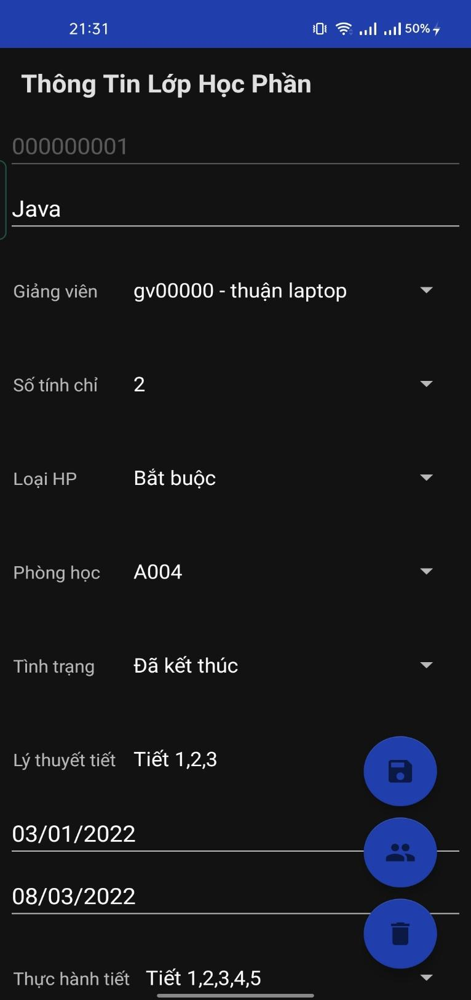 21:31
50%
Thông Tin Lớp Học Phần
000000001
Java
Giảng viên gv00000 - thuận laptop
Số tính chỉ 2
Loại HP Bắt buộc
Phòng học A004
Tình trạng Đã kết thúc
Lý thuyết tiết Tiết 1,2,3
03/01/2022
08/03/2022
Thực hành tiết Tiết 1,2,3,4,5